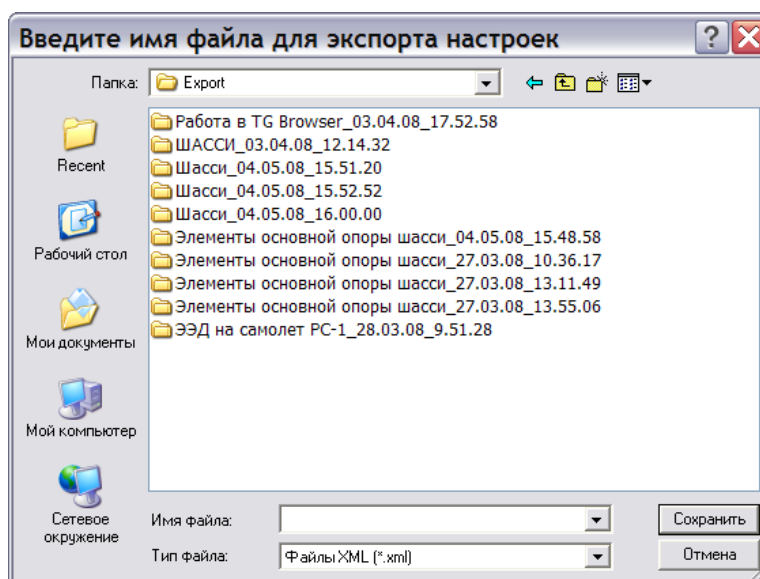 Введите имя файла для экспорта настроек
Папка: Export
Recent
Рабочий стол
Мои документы
Мой компьютер
Сетевое
окружение
Работа в TG Browser_03.04.08_17.52.58
ШАССИ_03.04.08_12.14.32
Шасси_04.05.08_15.51.20
Шасси_04.05.08_15.52.52
Шасси_04.05.08_16.00.00
Элементы основной опоры шасси_04.05.08_15.48.58
Элементы основной опоры шасси_27.03.08_10.36.17
Элементы основной опоры шасси_27.03.08_13.11.49
Элементы основной опоры шасси_27.03.08_13.55.06
ЭЭД на самолет РС-1_28.03.08_9.51.28
Имя файла: Сохранить
Тип файла: Файлы XML (*.xml) Отмена